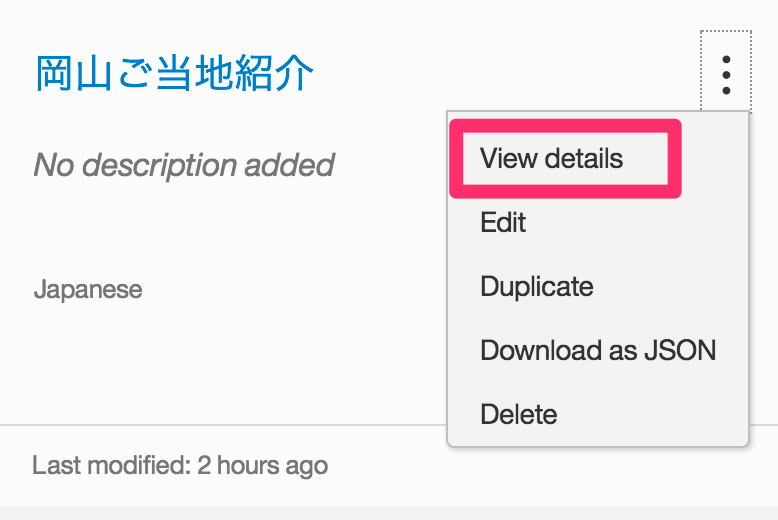 岡山ご当地紹介
No description added
Japanese
View details
Edit
Duplicate
Download as JSON
Delete
Last modified: 2 hours ago